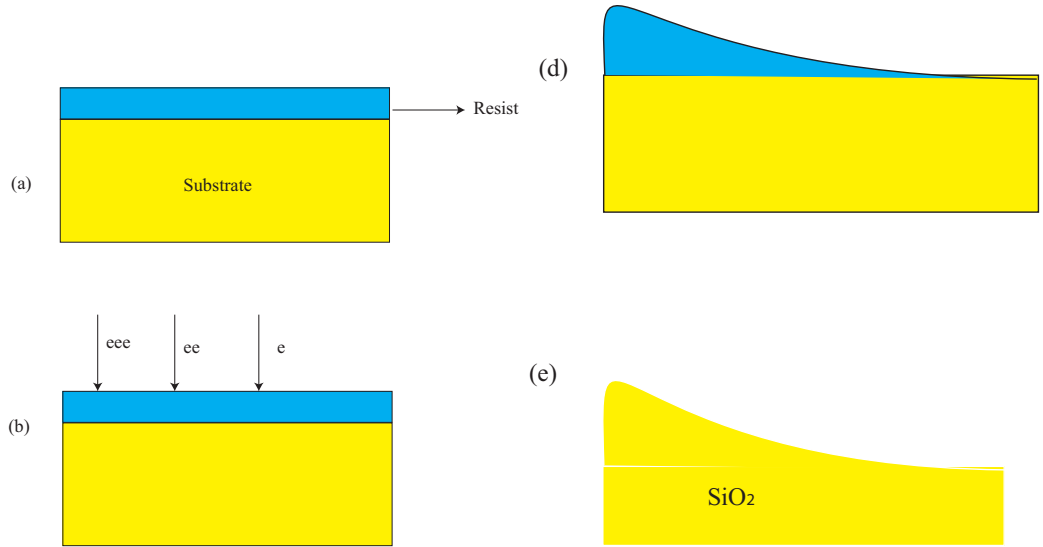 (a)
Resist
Substrate
(b)
eee
ee
e
(d)
(e)
SiO₂